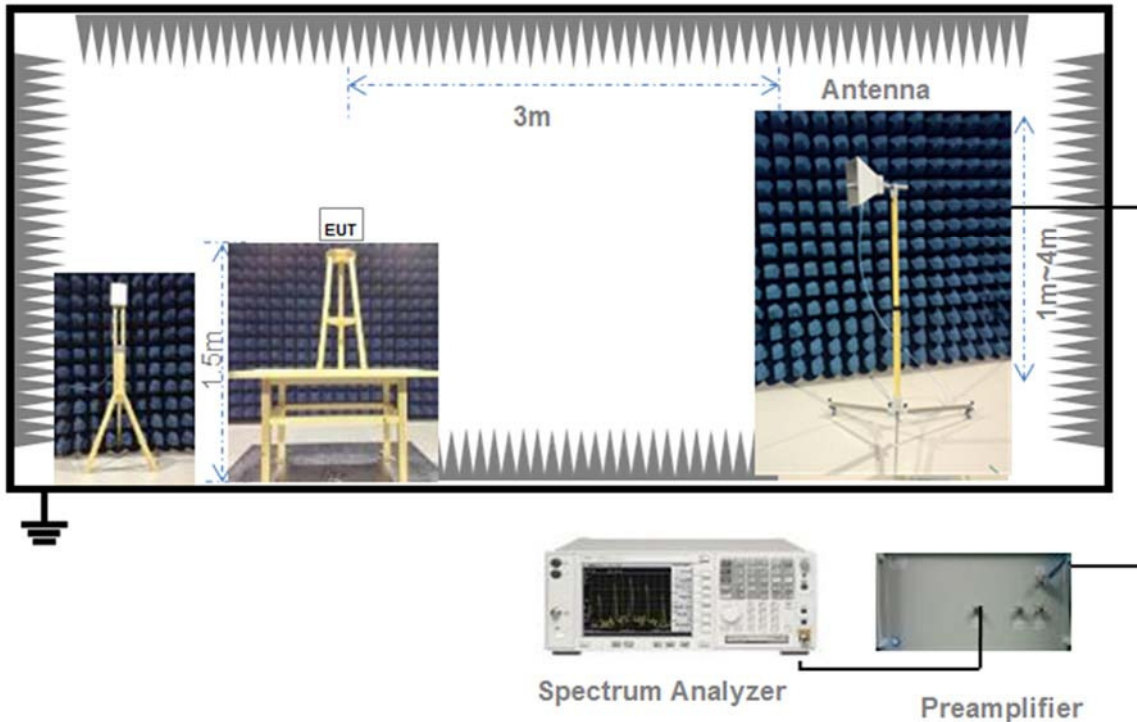 Antenna
3m
EUT
1.5m
1m~4m
Spectrum Analyzer
Preamplifier